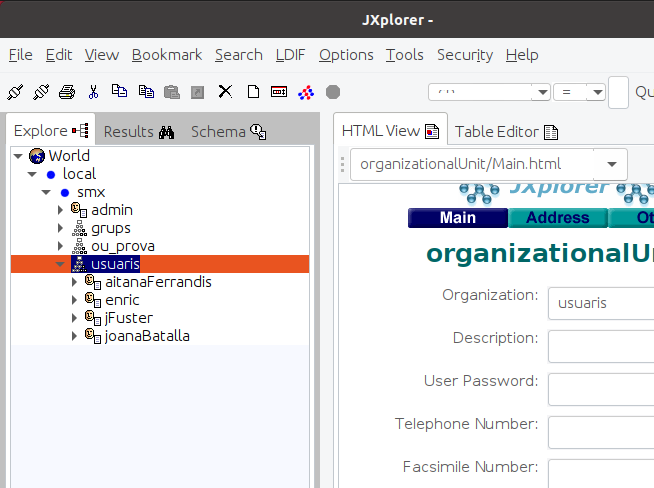 JXplorer -
File Edit View Bookmark Search LDIF Options Tools Security Help
= Qu
Explore Results Schema
HTML View Table Editor
World
local
smx
admin
grups
ou_prova
usuaris
aitanaFerrandis
enric
jFuster
joanaBatalla
organizationalUnit/Main.html
JXplorer
Main Address Ot
organizationalU
Organization: usuaris
Description:
User Password:
Telephone Number:
Facsimile Number: